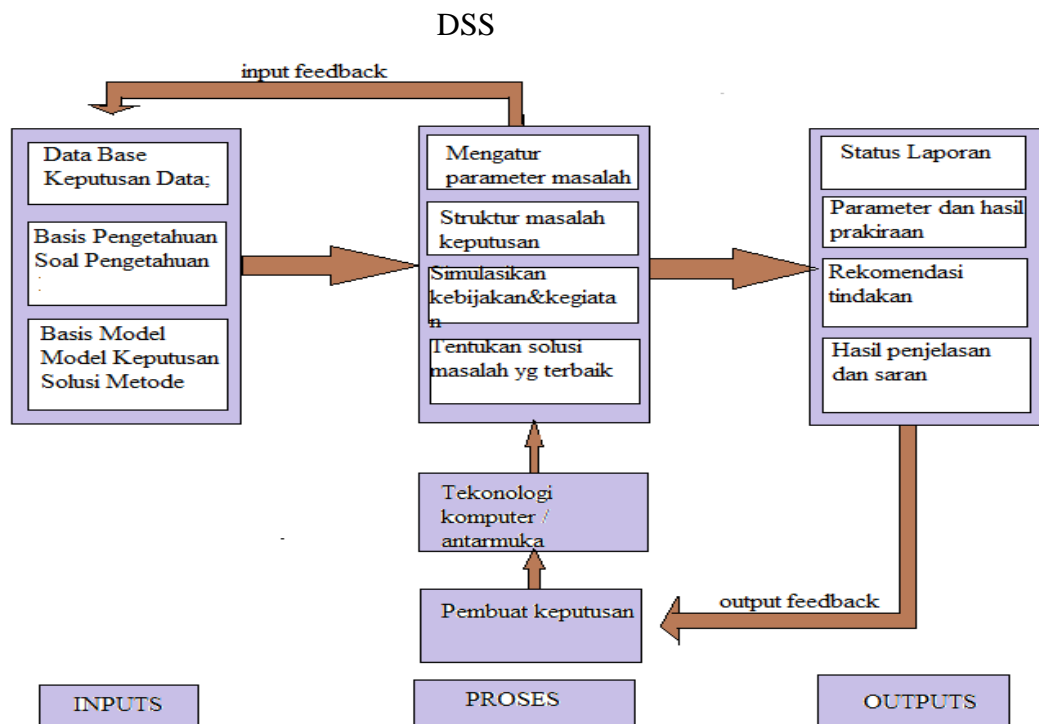 DSS
input feedback
Data Base
Keputusan Data;
Basis Pengetahuan
Soal Pengetahuan
Basis Model
Model Keputusan
Solusi Metode
Mengatur
parameter masalah
Struktur masalah
keputusan
Simulasikan
kebijakan&kegiata
n
Tentukan solusi
masalah yg terbaik
Status Laporan
Parameter dan hasil
prakiraan
Rekomendasi
tindakan
Hasil penjelasan
dan saran
Tekonologi
komputer /
antarmuka
Pembuat keputusan
output feedback
INPUTS
PROSES
OUTPUTS